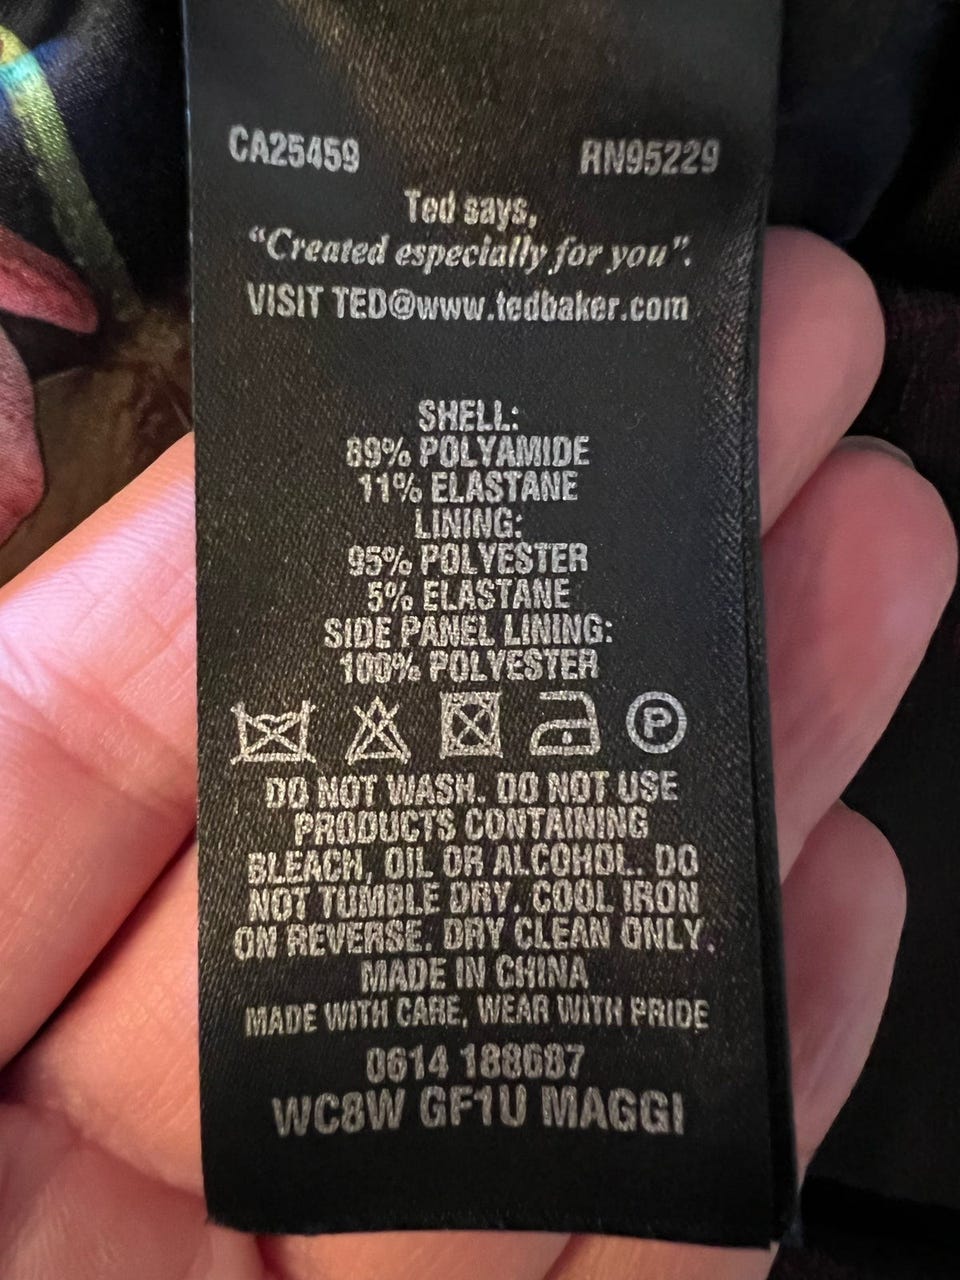 CA25459 RN95229
Ted says,
"Created especially for you".
VISIT TED@www.tedbaker.com
SHELL:
89% POLYAMIDE
11% ELASTANE
LINING:
95% POLYESTER
5% ELASTANE
SIDE PANEL LINING:
100% POLYESTER
P
DO NOT WASH. DO NOT USE
PRODUCTS CONTAINING
BLEACH, OIL OR ALCOHOL. DO
NOT TUMBLE DRY. COOL IRON
ON REVERSE. DRY CLEAN ONLY.
MADE IN CHINA
MADE WITH CARE, WEAR WITH PRIDE
0614 188687
WC8W GF1U MAGGI